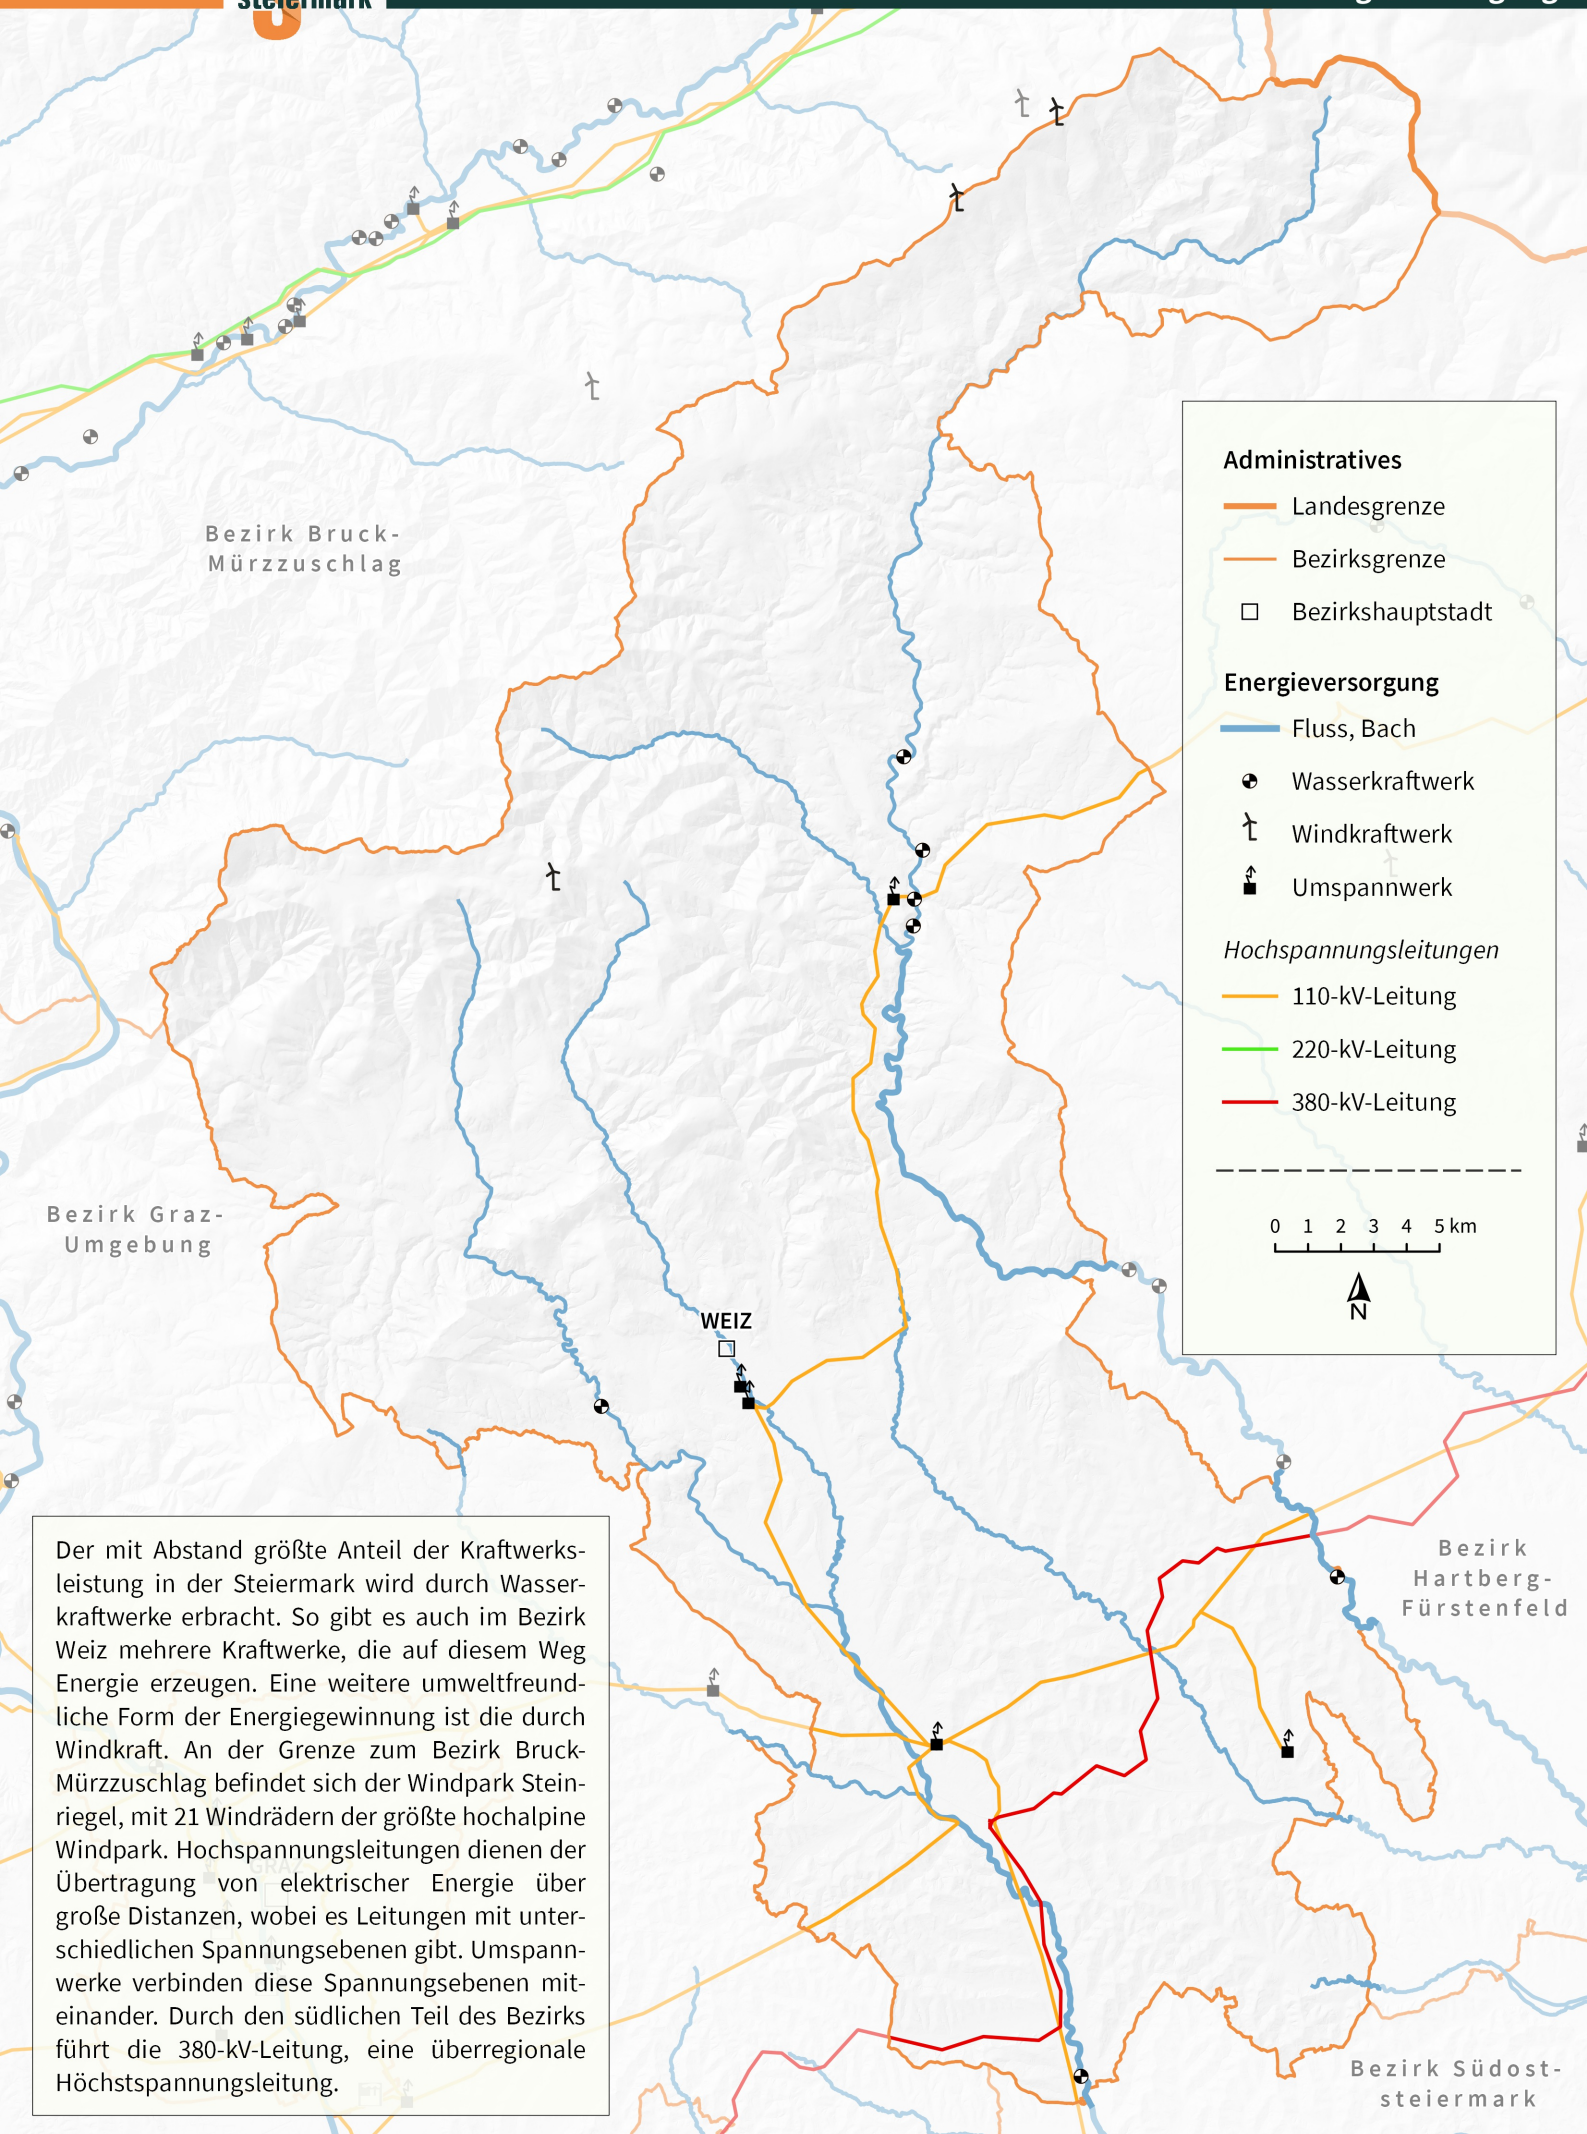 Steiermark
Bezirk Bruck-
Mürzzuschlag
Administratives
Landesgrenze
Bezirksgrenze
Bezirkshauptstadt
Energieversorgung
Fluss, Bach
Wasserkraftwerk
Windkraftwerk
Umspannwerk
Hochspannungsleitungen
110-kV-Leitung
220-kV-Leitung
380-kV-Leitung
0 1 2 3 4 5 km
N
Bezirk Graz-
Umgebung
WEIZ
Bezirk
Hartberg-
Fürstenfeld
Der mit Abstand größte Anteil der Kraftwerks-
leistung in der Steiermark wird durch Wasser-
kraftwerke erbracht. So gibt es auch im Bezirk
Weiz mehrere Kraftwerke, die auf diesem Weg
Energie erzeugen. Eine weitere umweltfreund-
liche Form der Energiegewinnung ist die durch
Windkraft. An der Grenze zum Bezirk Bruck-
Mürzzuschlag befindet sich der Windpark Stein-
riegel, mit 21 Windrädern der größte hochalpine
Windpark. Hochspannungsleitungen dienen der
Übertragung von elektrischer Energie über
große Distanzen, wobei es Leitungen mit unter-
schiedlichen Spannungsebenen gibt. Umspann-
werke verbinden diese Spannungsebenen mit-
einander. Durch den südlichen Teil des Bezirks
führt die 380-kV-Leitung, eine überregionale
Höchstspannungsleitung.
GRAZ
Bezirk Südost-
steiermark